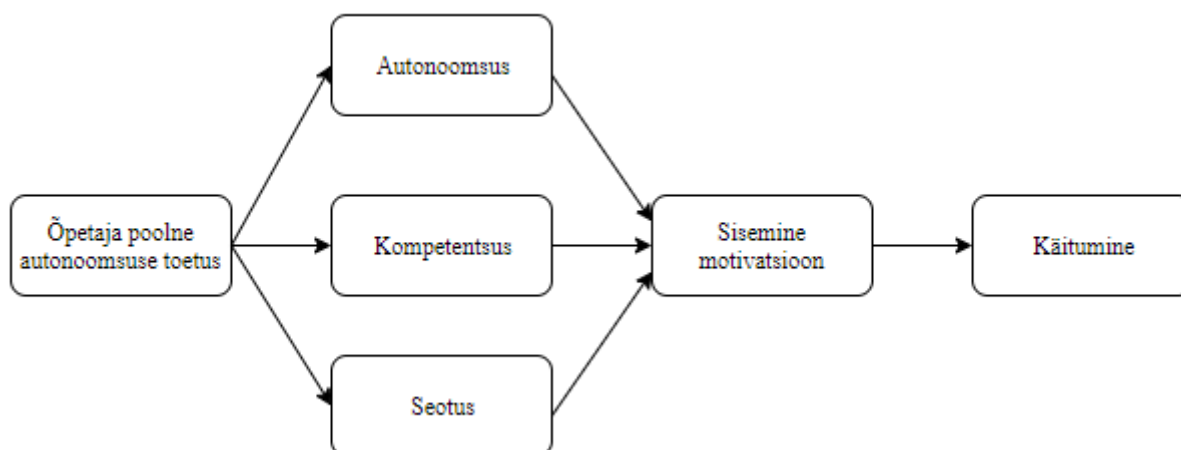 Autonoomsus
Õpetaja poolne
autonoomsuse toetus
Kompetentsus
Sisemine
motivatsioon
Käitumine
Seotus